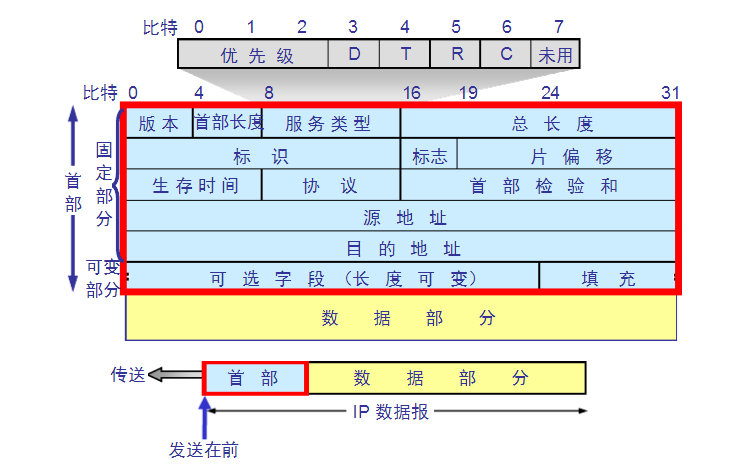 比特 0 1 2 3 4 5 6 7
优先级 D T R C 未用
比特 0 4 8 16 19 24 31
版本 首部长度 服务类型 总长度
标识 标志 片偏移
生存时间 协议 首部检验和
源地址
目的地址
可选字段（长度可变） 填充
首部
固定部分
可变部分
数据部分
传送 首部 数据部分
IP 数据报
发送在前